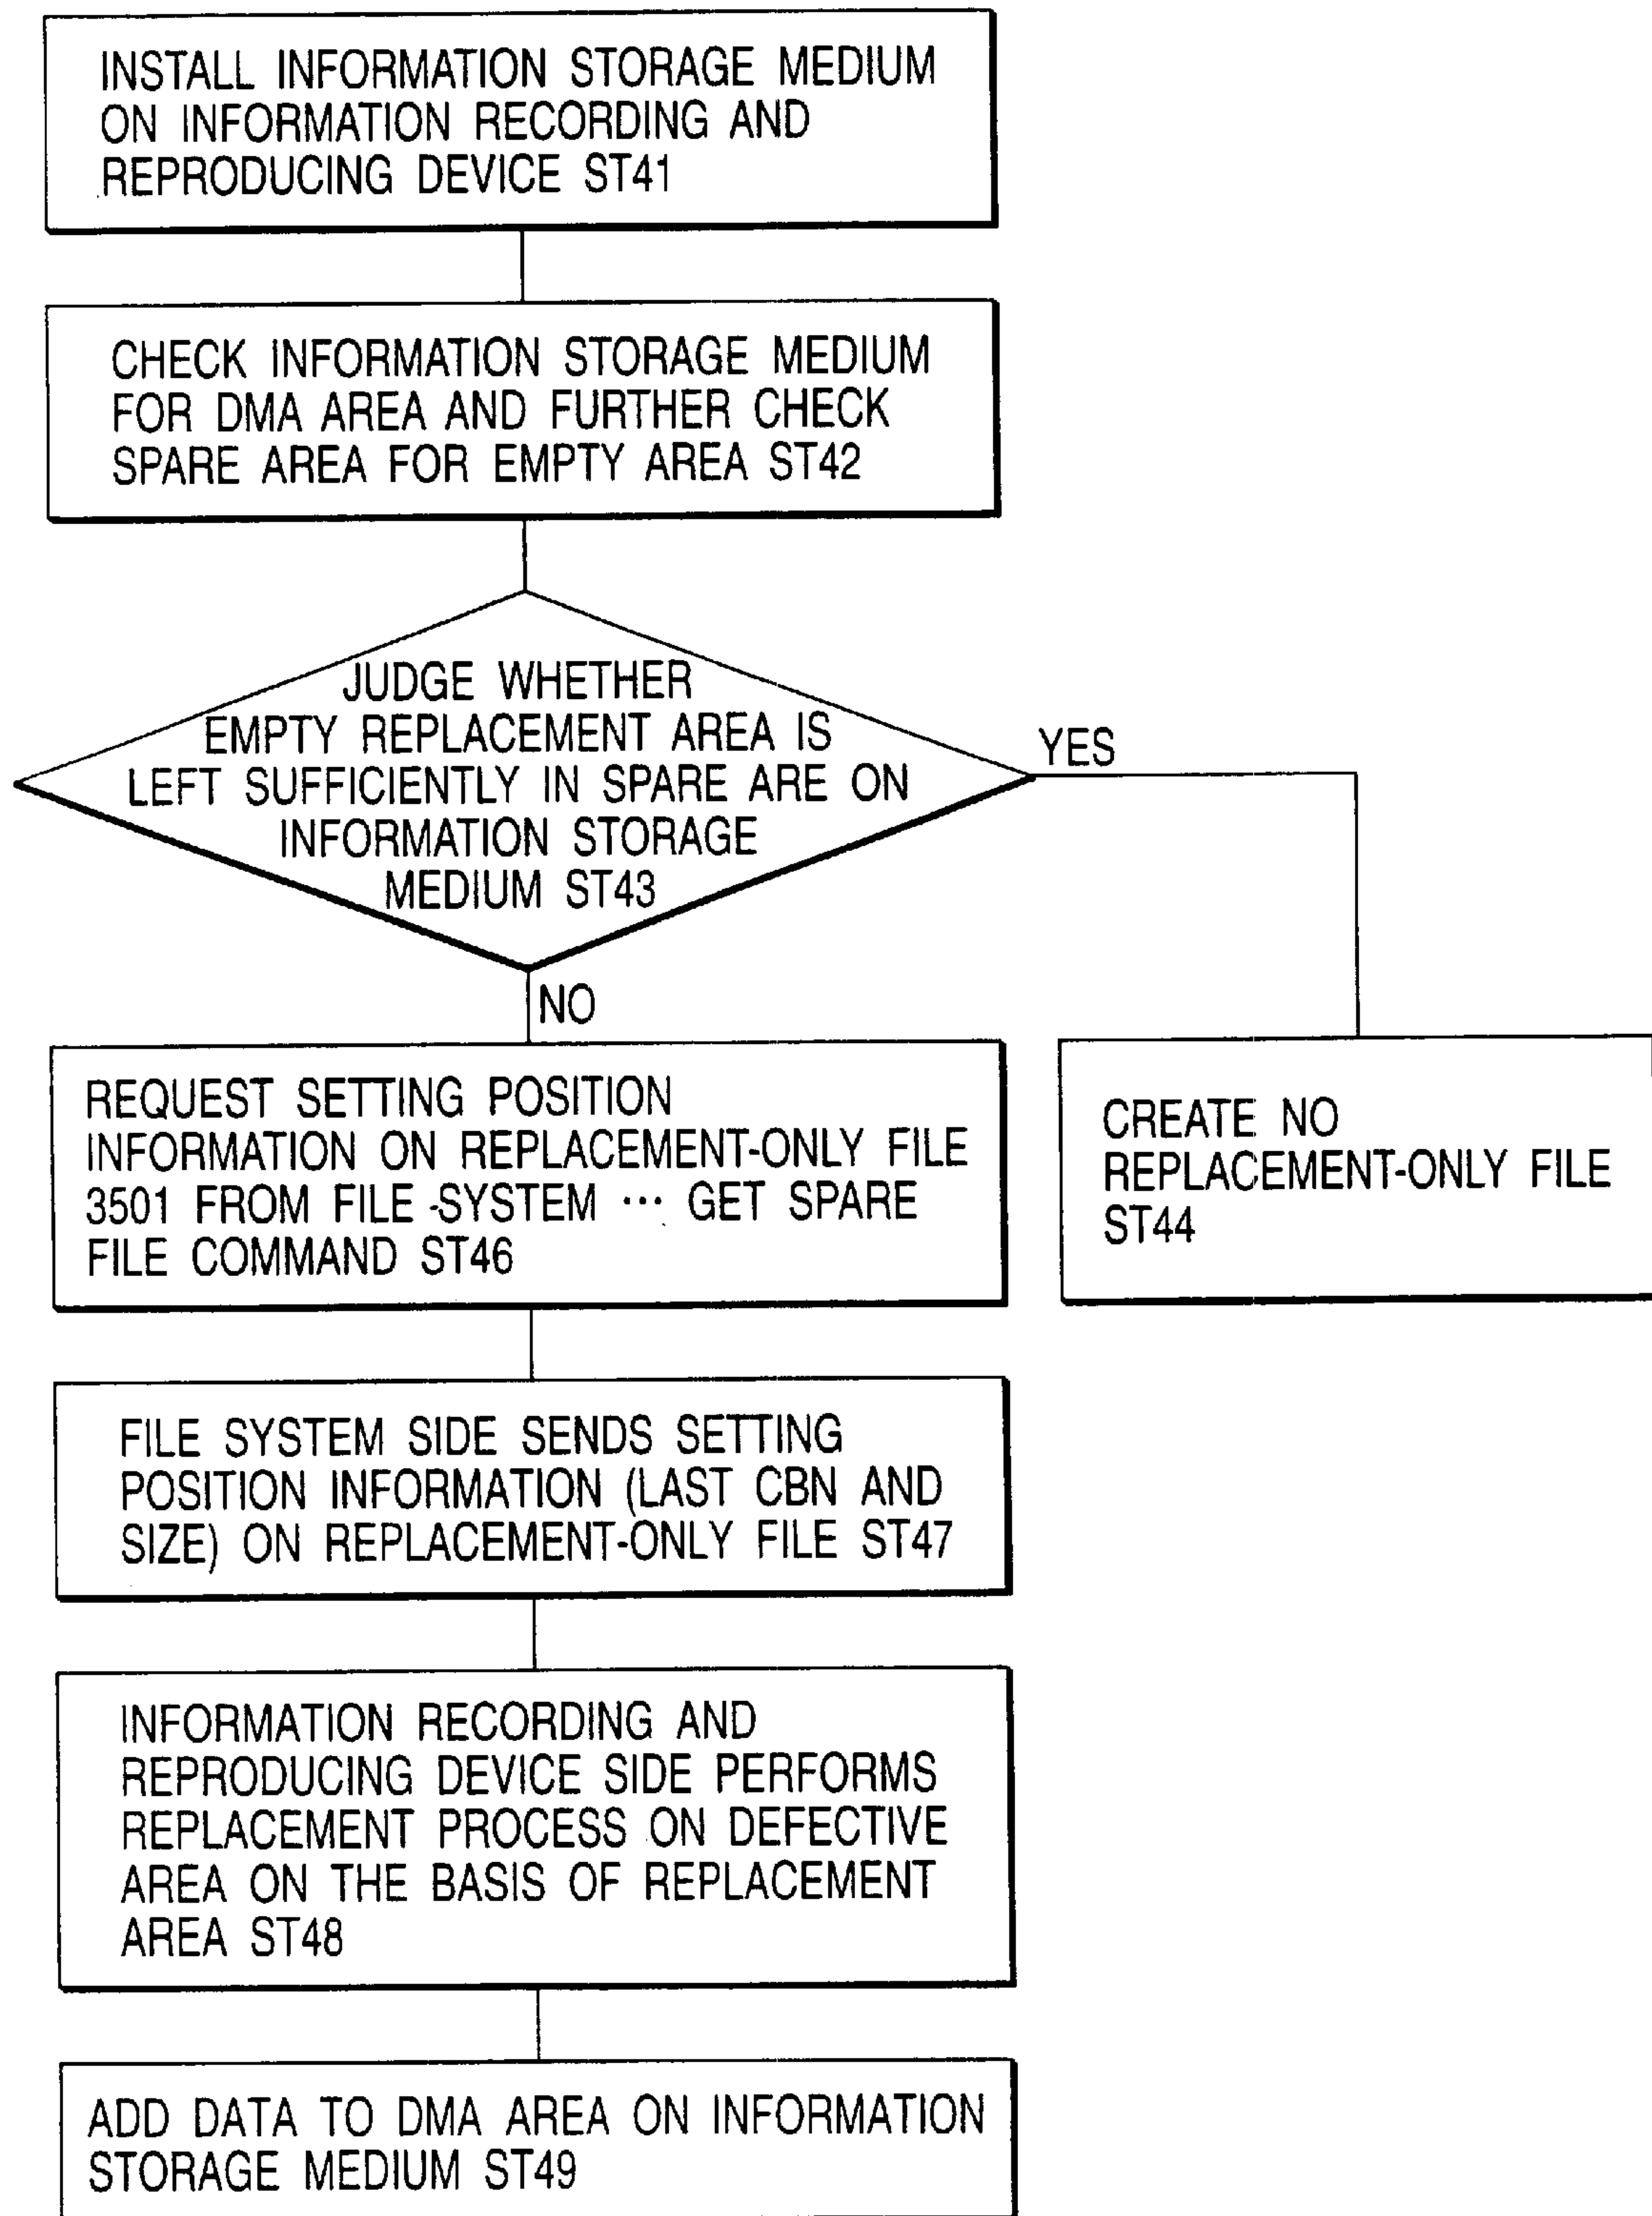 INSTALL INFORMATION STORAGE MEDIUM
ON INFORMATION RECORDING AND
REPRODUCING DEVICE ST41
CHECK INFORMATION STORAGE MEDIUM
FOR DMA AREA AND FURTHER CHECK
SPARE AREA FOR EMPTY AREA ST42
JUDGE WHETHER
EMPTY REPLACEMENT AREA IS
LEFT SUFFICIENTLY IN SPARE ARE ON
INFORMATION STORAGE
MEDIUM ST43
YES
NO
REQUEST SETTING POSITION
INFORMATION ON REPLACEMENT-ONLY FILE
3501 FROM FILE -SYSTEM ··· GET SPARE
FILE COMMAND ST46
CREATE NO
REPLACEMENT-ONLY FILE
ST44
FILE SYSTEM SIDE SENDS SETTING
POSITION INFORMATION (LAST CBN AND
SIZE) ON REPLACEMENT-ONLY FILE ST47
INFORMATION RECORDING AND
REPRODUCING DEVICE SIDE PERFORMS
REPLACEMENT PROCESS ON DEFECTIVE
AREA ON THE BASIS OF REPLACEMENT
AREA ST48
ADD DATA TO DMA AREA ON INFORMATION
STORAGE MEDIUM ST49